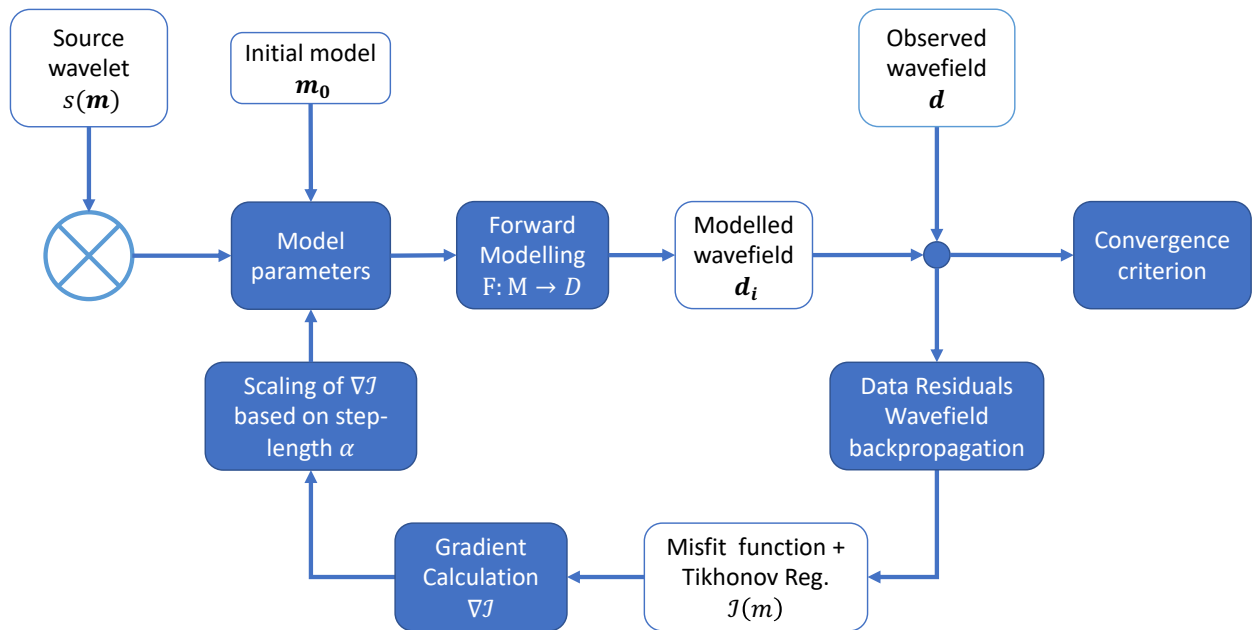 Source
wavelet
s(m)
Initial model
m₀
Observed
wavefield
d
Model
parameters
Forward
Modelling
F: M → D
Modelled
wavefield
dᵢ
Convergence
criterion
Scaling of ∇𝒥
based on step-
length α
Data Residuals
Wavefield
backpropagation
Gradient
Calculation
∇𝒥
Misfit function +
Tikhonov Reg.
𝒥(m)